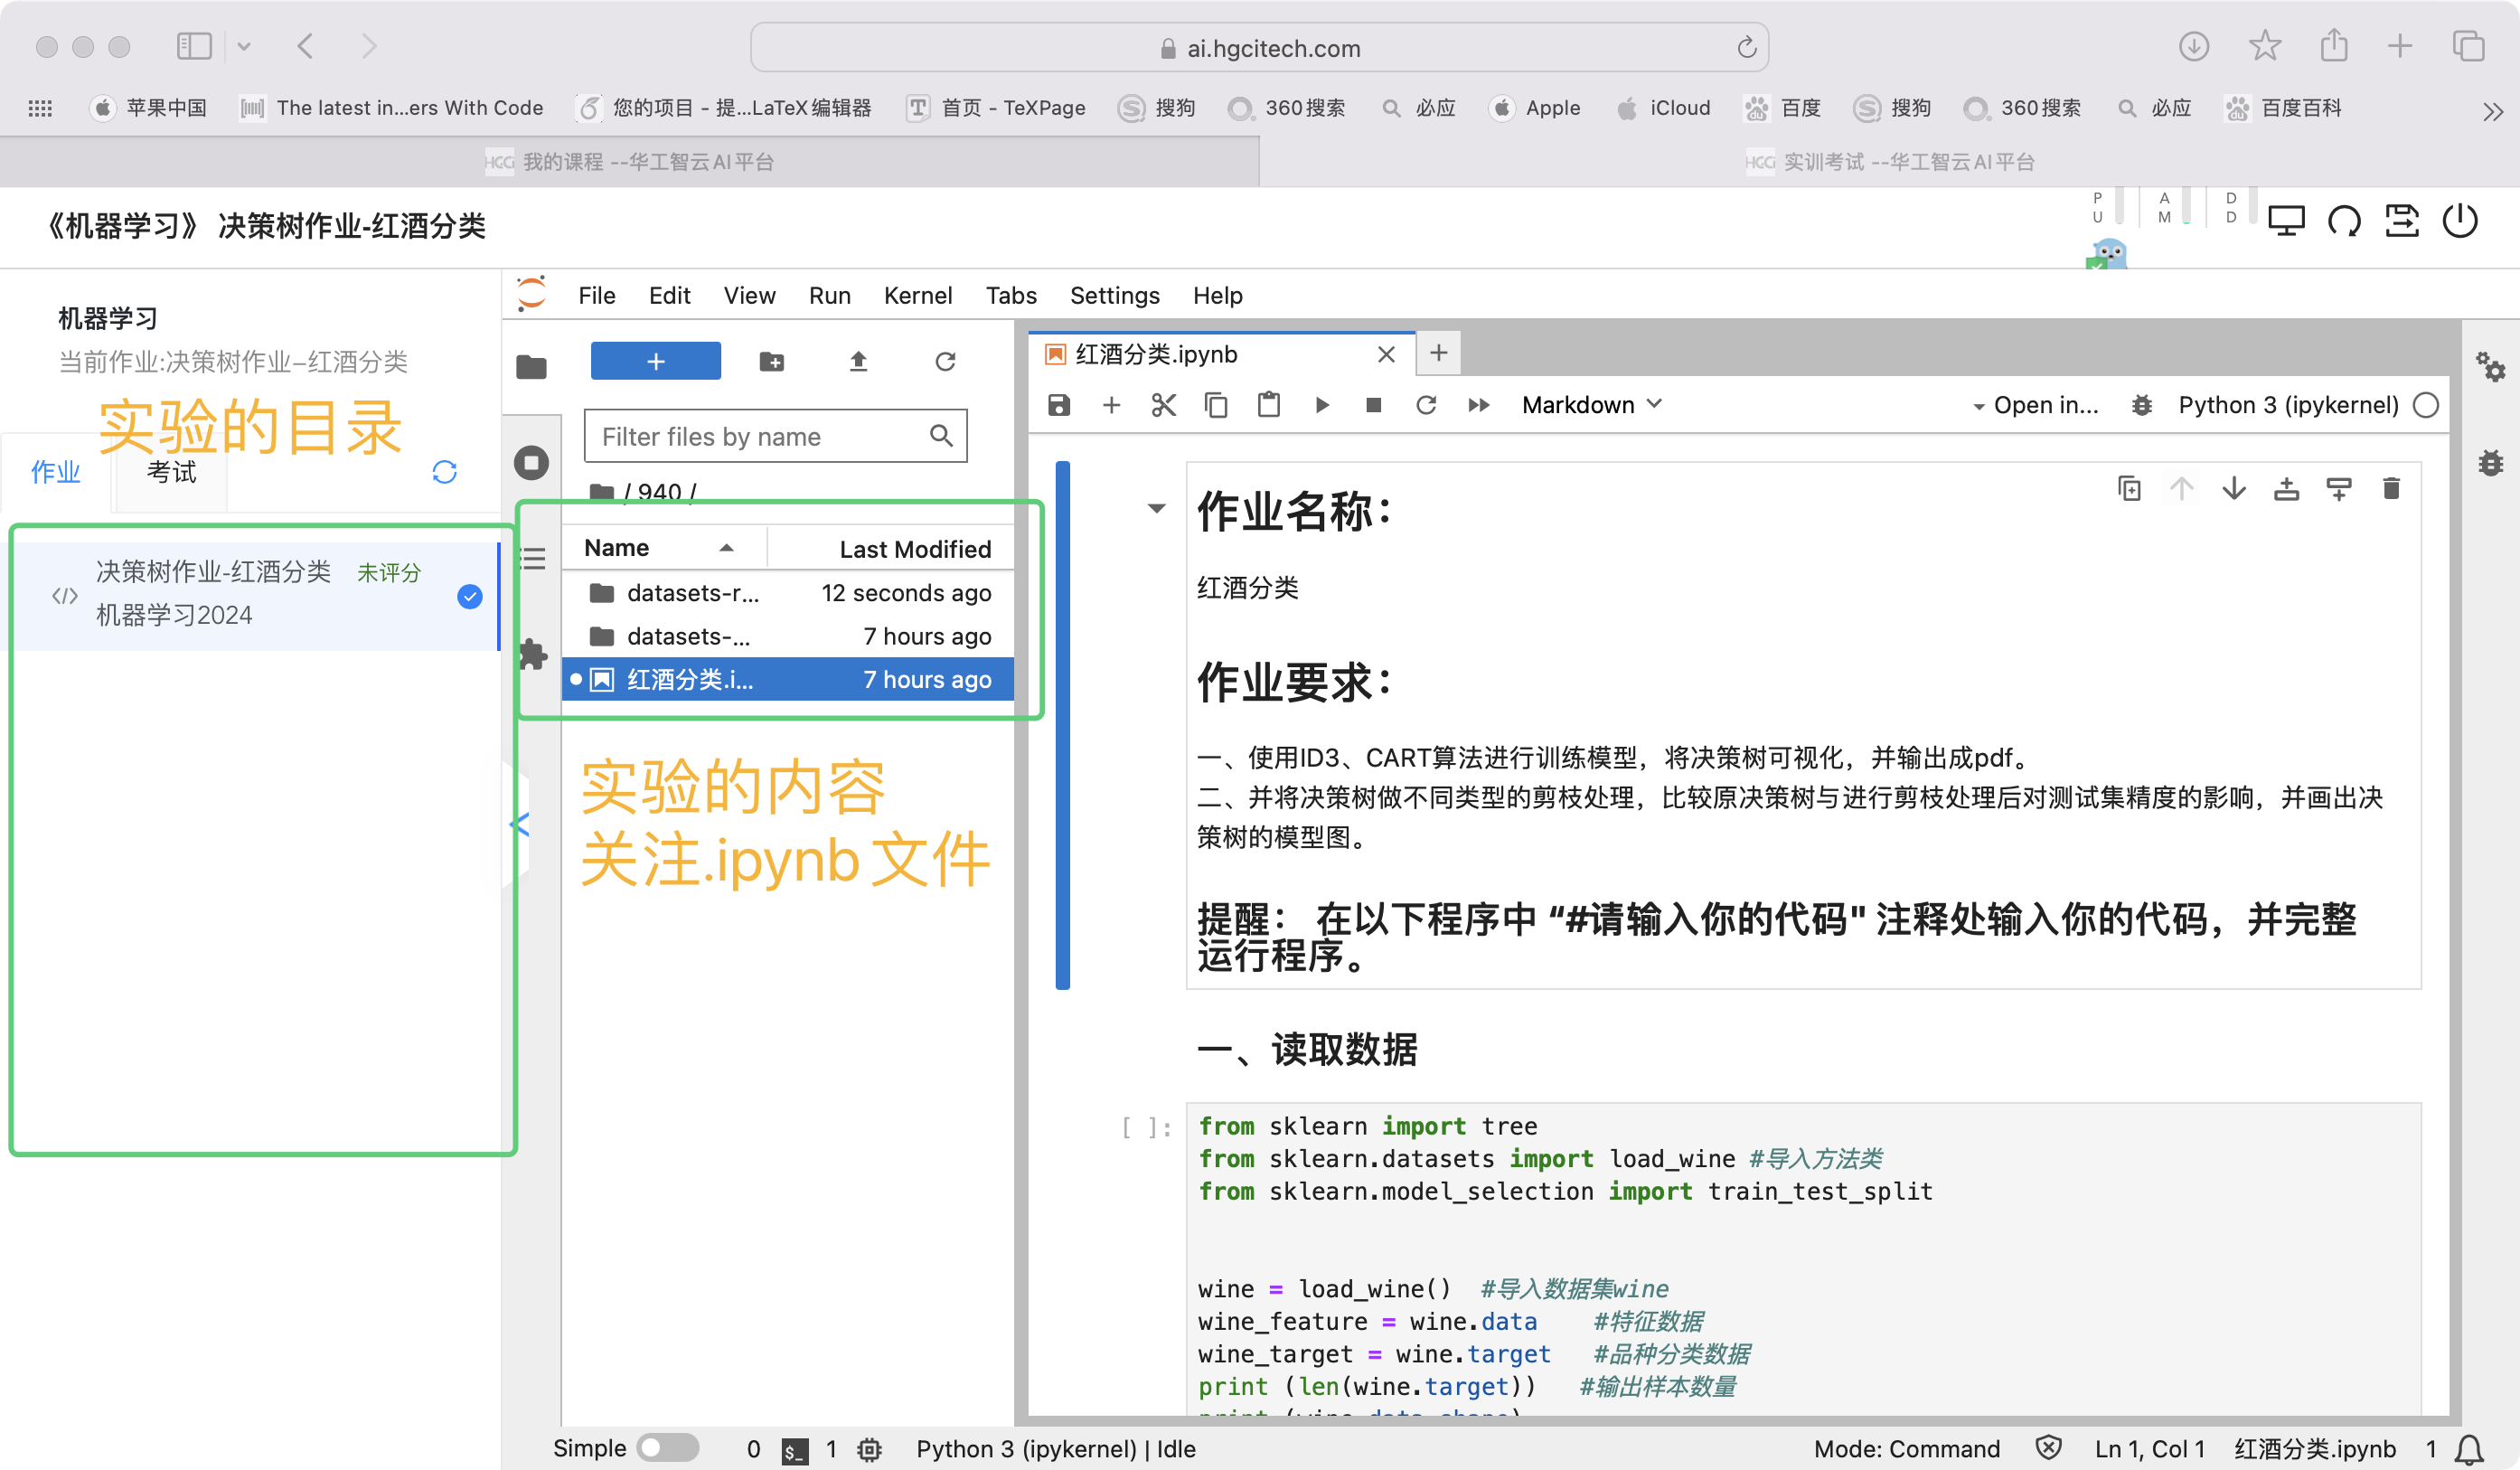 ai.hgcitech.com
苹果中国 The latest in...ers With Code 您的项目 - 提...LaTeX 编辑器 首页 - TeXPage 搜狗 360搜索 必应 Apple iCloud 百度 搜狗 360搜索 必应 百度百科
HGCi 我的课程 --华工智云AI平台 HGCi 实训考试 --华工智云AI平台
《机器学习》 决策树作业-红酒分类
PU AM DD
机器学习
当前作业:决策树作业–红酒分类
实验的目录
作业 考试
决策树作业-红酒分类 未评分
机器学习2024
File Edit View Run Kernel Tabs Settings Help
Filter files by name
/ 940 /
Name Last Modified
datasets-r... 12 seconds ago
datasets-... 7 hours ago
红酒分类.i... 7 hours ago
实验的内容
关注.ipynb 文件
红酒分类.ipynb
Markdown Open in... Python 3 (ipykernel)
作业名称：
红酒分类
作业要求：
一、使用ID3、CART算法进行训练模型，将决策树可视化，并输出成pdf。
二、并将决策树做不同类型的剪枝处理，比较原决策树与进行剪枝处理后对测试集精度的影响，并画出决
策树的模型图。
提醒： 在以下程序中 “#请输入你的代码" 注释处输入你的代码，并完整
运行程序。
一、读取数据
[ ]:
from sklearn import tree
from sklearn.datasets import load_wine #导入方法类
from sklearn.model_selection import train_test_split
wine = load_wine()  #导入数据集wine
wine_feature = wine.data    #特征数据
wine_target = wine.target   #品种分类数据
print (len(wine.target))   #输出样本数量
print (wine.data.shape)
Simple 0 $_ 1 Python 3 (ipykernel) | Idle Mode: Command Ln 1, Col 1 红酒分类.ipynb 1